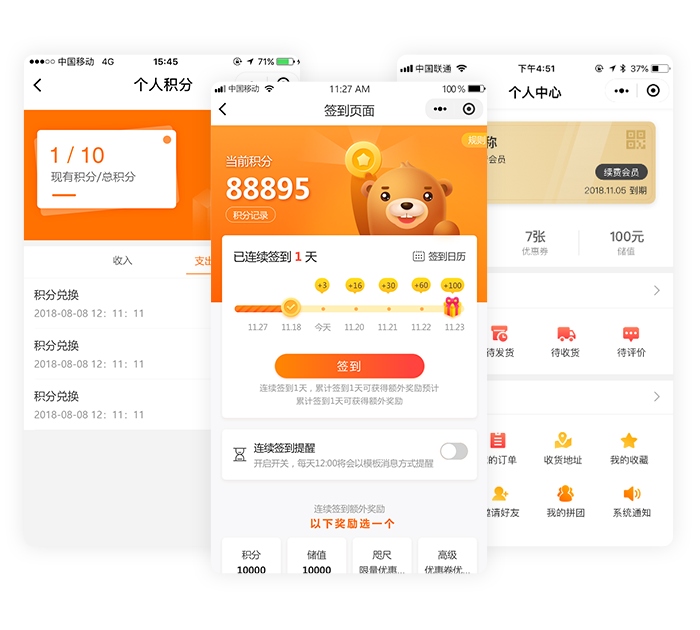 中国移动 4G 15:45 71%
个人积分
1 / 10
现有积分/总积分
收入 支出
积分兑换
2018-08-08 12：11：11
积分兑换
2018-08-08 12：11：11
积分兑换
2018-08-08 12：11：11
中国移动 11:27 AM 100%
签到页面
规则
当前积分
88895
积分记录
已连续签到 1 天 签到日历
+3 +16 +30 +60 +100
11.27 11.18 今天 11.20 11.21 11.22 11.23
签到
连续签到1天，累计签到1天可获得额外奖励预计
累计签到1天可获得额外奖励
连续签到提醒
开启开关，每天12:00将会以模板消息方式提醒
连续签到额外奖励
以下奖励选一个
积分 储值 咫尺 高级
10000 10000 限量优惠... 优惠券优...
中国联通 下午4:51 37%
个人中心
称
会员
续费会员
2018.11.05 到期
7张 100元
优惠券 储值
待发货 待收货 待评价
的订单 收货地址 我的收藏
邀请好友 我的拼团 系统通知